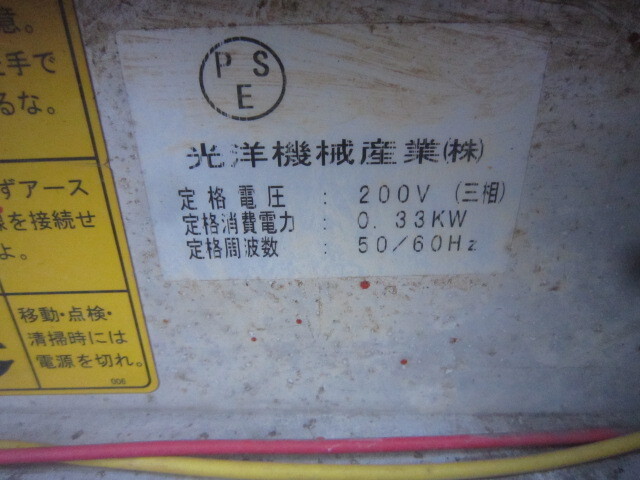 意。
手で
るな。
ずアース
線を接続せ
よ。
移動・点検・
清掃時には
電源を切れ。
006
P S
E
光洋機械産業(株)
定格電圧 : 200V (三相)
定格消費電力 : 0.33KW
定格周波数 : 50/60Hz